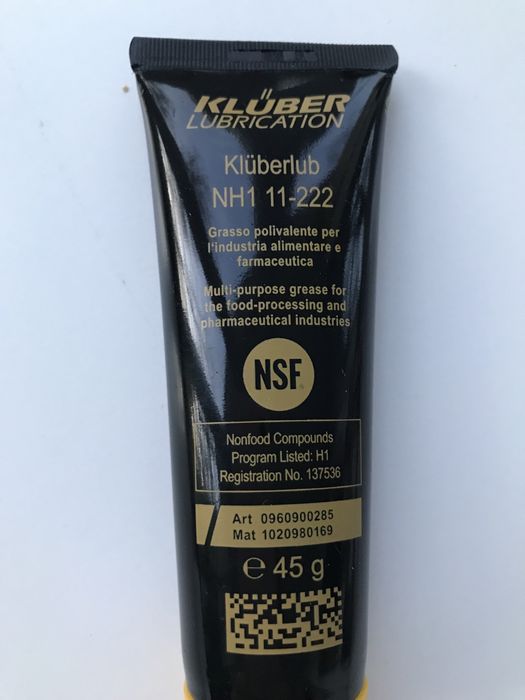 KLÜBER
LUBRICATION
Klüberlub
NH1 11-222
Grasso polivalente per
l'industria alimentare e
farmaceutica
Multi-purpose grease for
the food-processing and
pharmaceutical industries
NSF
Nonfood Compounds
Program Listed: H1
Registration No. 137536
Art 0960900285
Mat 1020980169
℮ 45 g